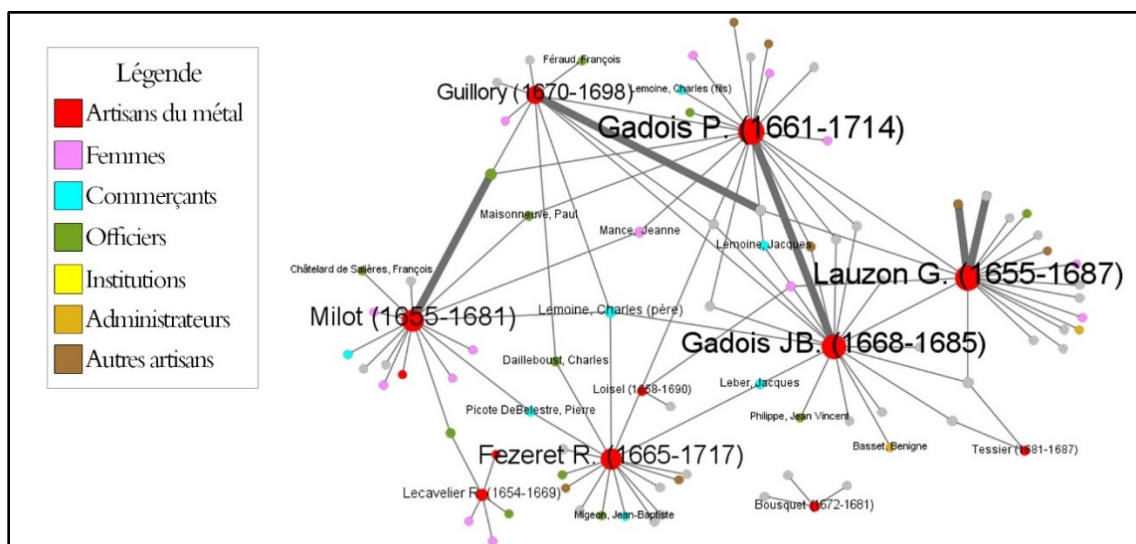 Légende
Artisans du métal
Femmes
Commerçants
Officiers
Institutions
Administrateurs
Autres artisans
Féraud, François
Guillory (1670-1698)
Lemoine, Charles (fils)
Gadois P. (1661-1714)
Maisonneuve, Paul
Mance, Jeanne
Lemoine, Jacques
Châtelard de Salières, François
Lauzon G. (1655-1687)
Milot (1655-1681)
Lemoine, Charles (père)
Gadois JB. (1668-1685)
Dailleboust, Charles
Loisel (1658-1690)
Leber, Jacques
Picote DeBelestre, Pierre
Philippe, Jean Vincent
Fezeret R. (1665-1717)
Basset, Benigne
Tessier (1681-1687)
Lecavelier R. (1654-1669)
Migeon, Jean-Baptiste
Bousquet (1672-1681)